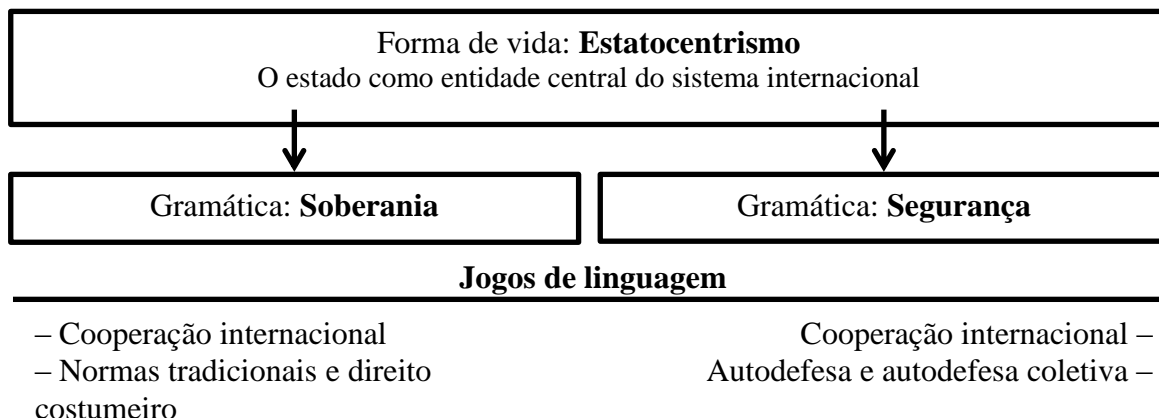 Forma de vida: Estatocentrismo
O estado como entidade central do sistema internacional
Gramática: Soberania
Gramática: Segurança
Jogos de linguagem
– Cooperação internacional
– Normas tradicionais e direito
costumeiro
Cooperação internacional –
Autodefesa e autodefesa coletiva –